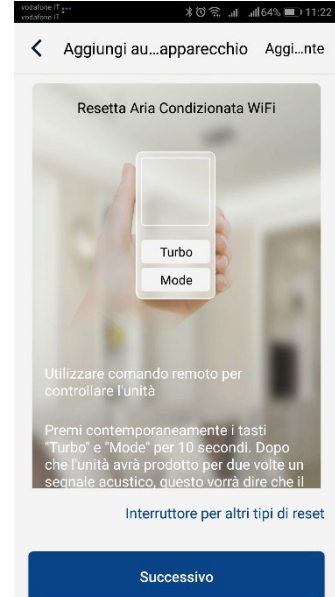 vodafone IT
vodafone IT
64% 11:22
Aggiungi au...apparecchio Aggi...nte
Resetta Aria Condizionata WiFi
Turbo
Mode
Utilizzare comando remoto per
controllare l'unità
Premi contemporaneamente i tasti
"Turbo" e "Mode" per 10 secondi. Dopo
che l'unità avrà prodotto per due volte un
segnale acustico, questo vorrà dire che il
Interruttore per altri tipi di reset
Successivo